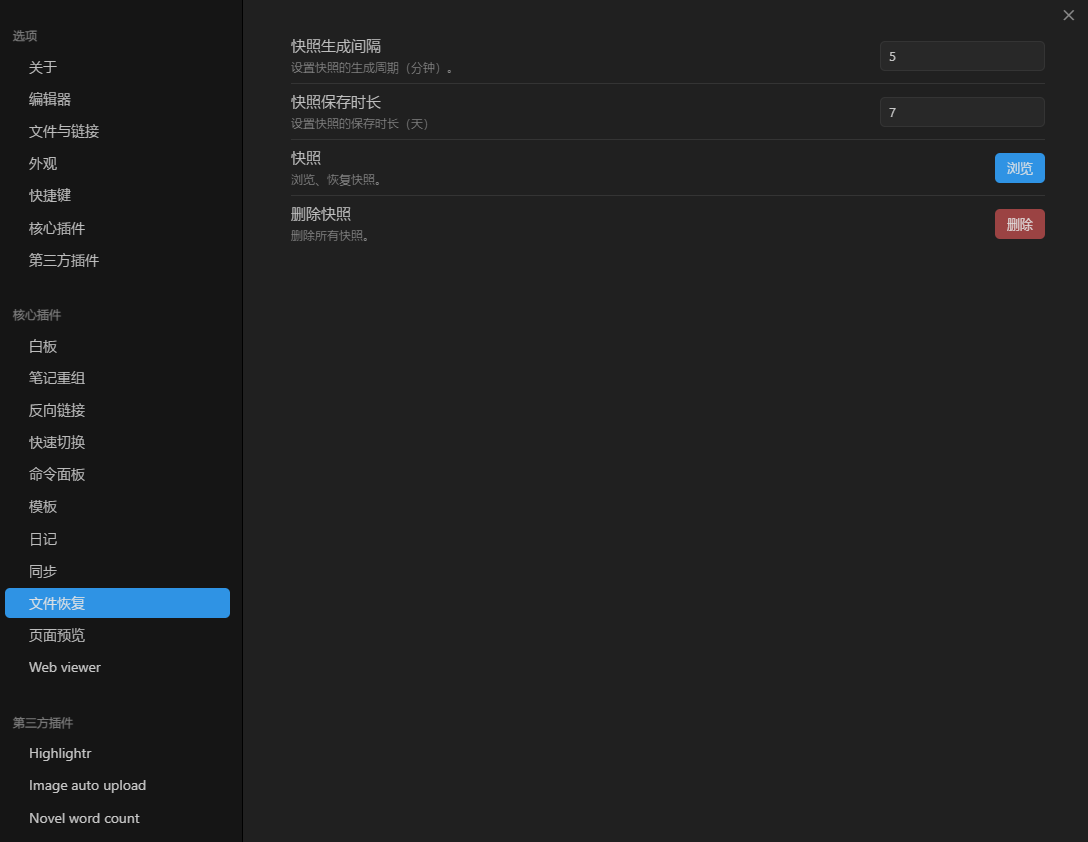 选项
关于
编辑器
文件与链接
外观
快捷键
核心插件
第三方插件
核心插件
白板
笔记重组
反向链接
快速切换
命令面板
模板
日记
同步
文件恢复
页面预览
Web viewer
第三方插件
Highlightr
Image auto upload
Novel word count
快照生成间隔
设置快照的生成周期（分钟）。
5
快照保存时长
设置快照的保存时长（天）
7
快照
浏览、恢复快照。
浏览
删除快照
删除所有快照。
删除